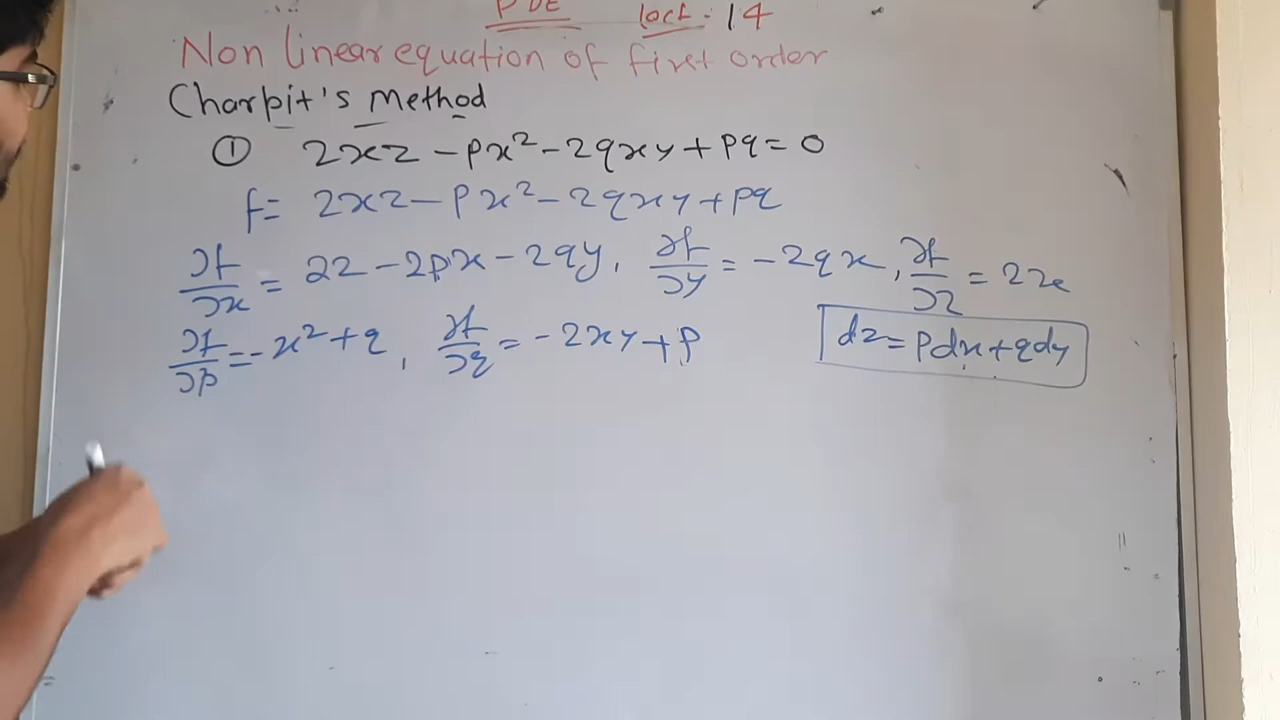 PDE Lect. 14
Non linear equation of first order
Charpit's Method
① 2xz - px² - 2qxy + pq = 0
f = 2xz - px² - 2qxy + pq
∂f/∂x = 2z - 2px - 2qy, ∂f/∂y = -2qx, ∂f/∂z = 2x
∂f/∂p = -x² + q, ∂f/∂q = -2xy + p dz = pdx + qdy